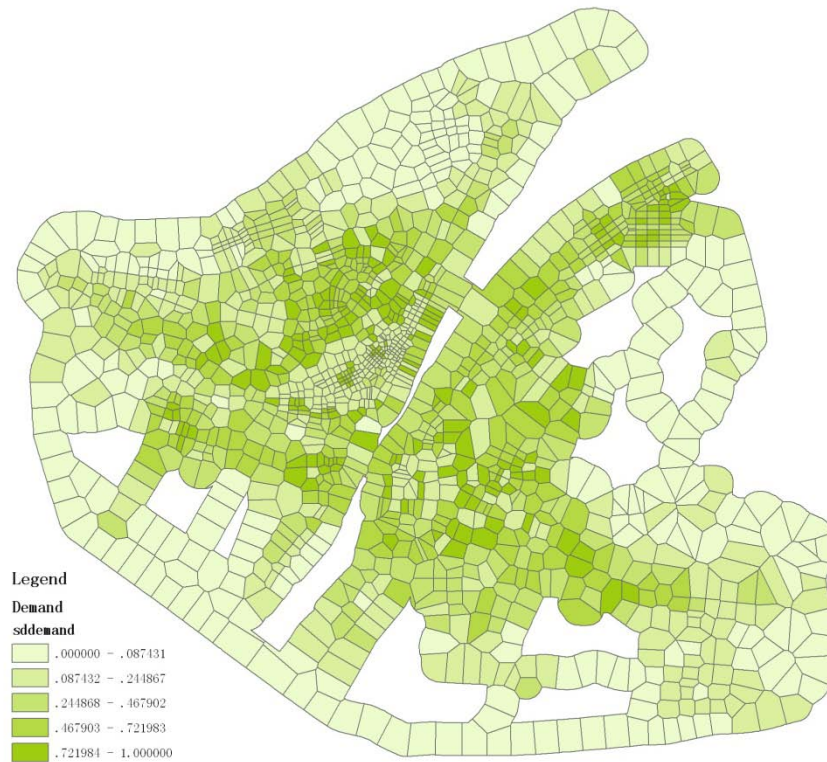 Legend
Demand
sddemand
.000000 - .087431
.087432 - .244867
.244868 - .467902
.467903 - .721983
.721984 - 1.000000